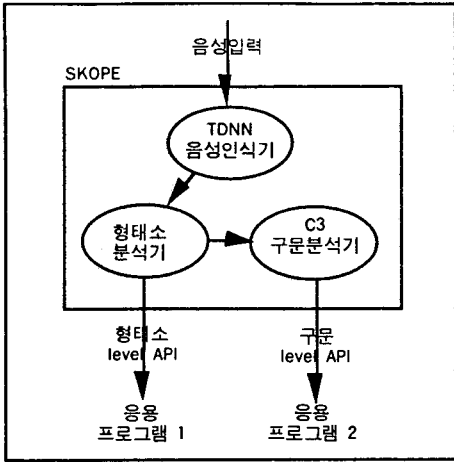 음성입력
SKOPE
TDNN
음성인식기
형태소
분석기
C3
구문분석기
형태소
level API
구문
level API
응용
프로그램 1
응용
프로그램 2